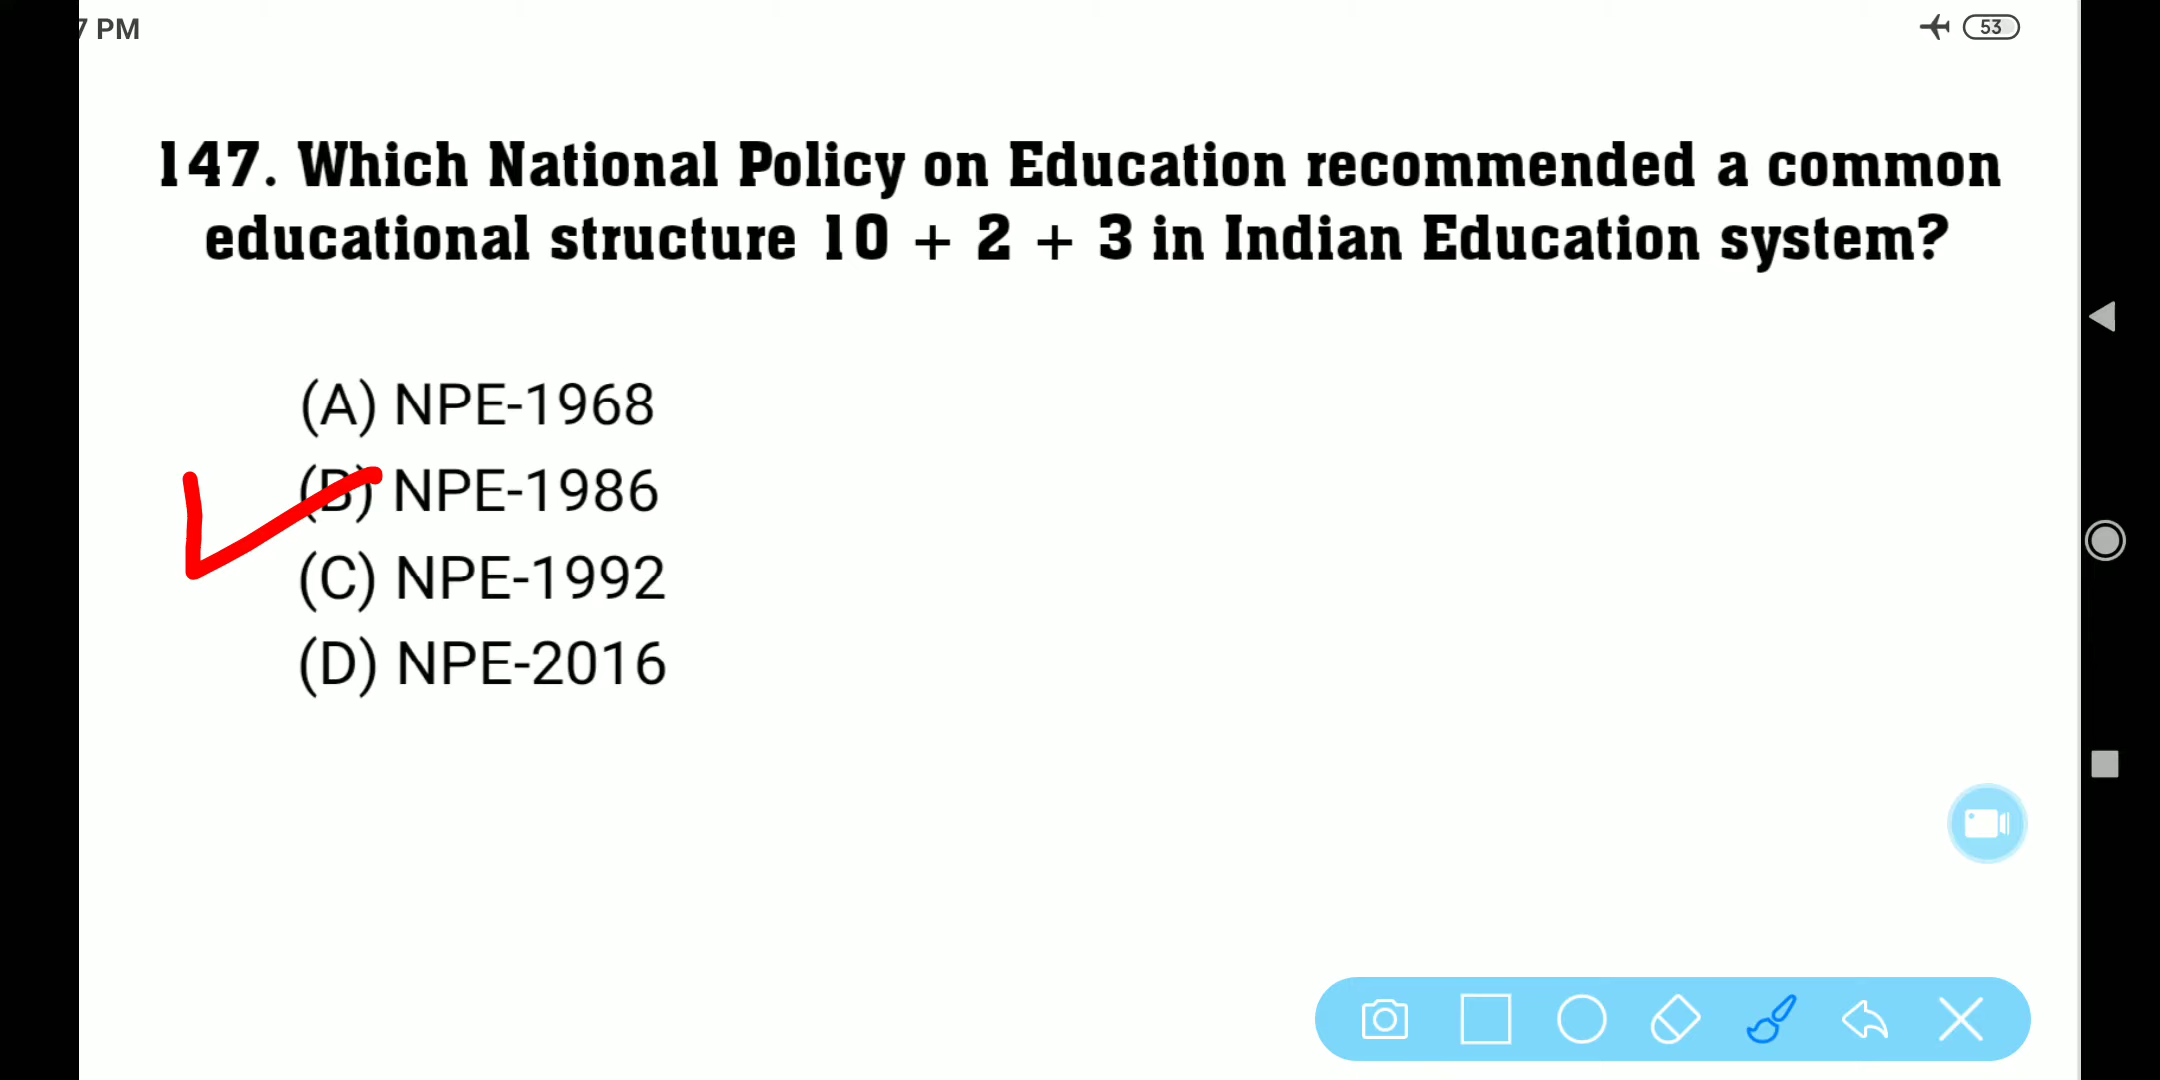 7 PM
53
147. Which National Policy on Education recommended a common
educational structure 10 + 2 + 3 in Indian Education system?
(A) NPE-1968
(B) NPE-1986
(C) NPE-1992
(D) NPE-2016